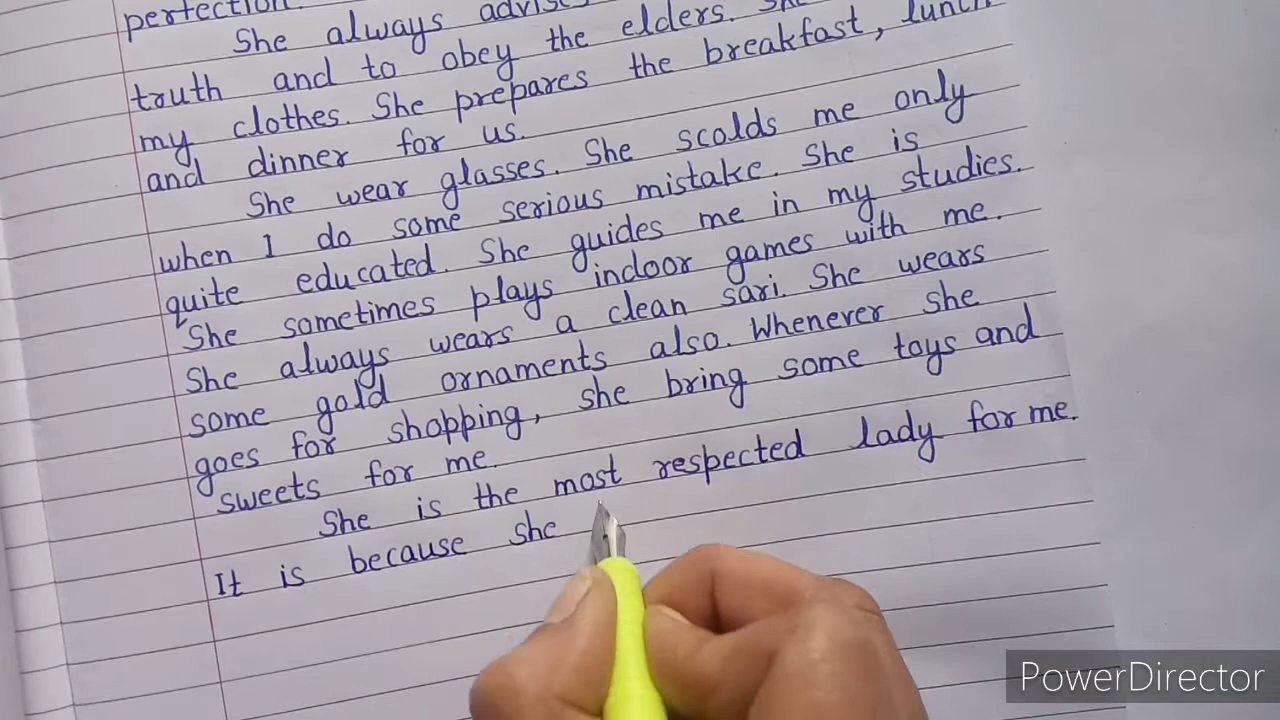 perfection.
She always advise
truth and to obey the elders. She
my clothes. She prepares the breakfast, lunch
and dinner for us.
She wear glasses. She scolds me only
when I do some serious mistake. She is
quite educated. She guides me in my studies.
She sometimes plays indoor games with me.
She always wears a clean sari. She wears
some gold ornaments also. Whenever she
goes for shopping, she bring some toys and
sweets for me.
She is the most respected lady for me.
It is because she
PowerDirector